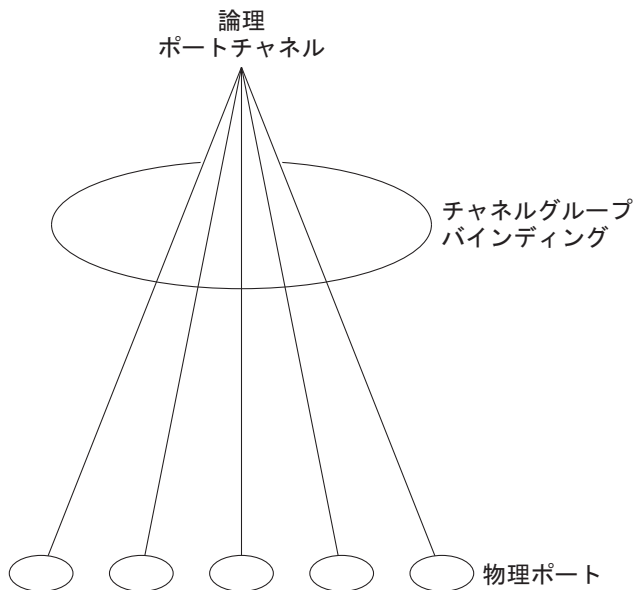 論理
ポートチャネル
チャネルグループ
バインディング
物理ポート